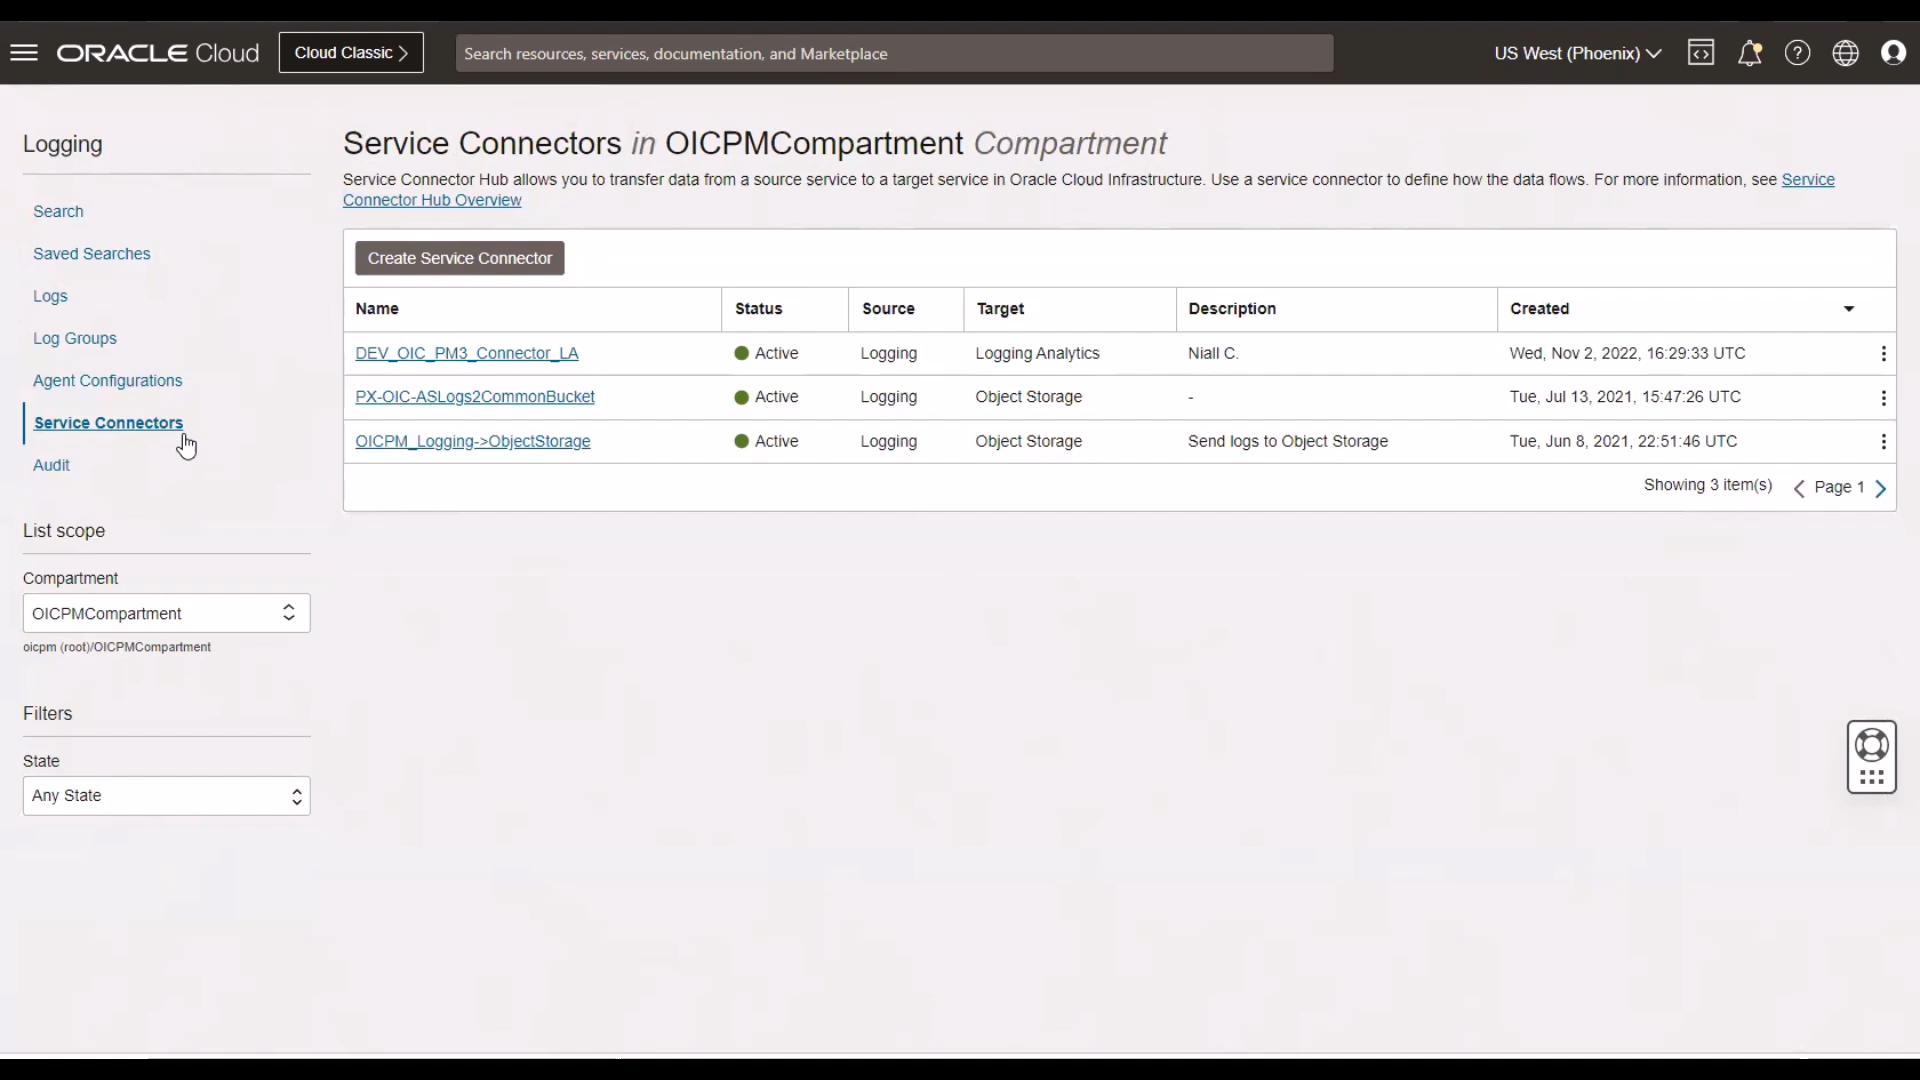 ORACLE Cloud
Cloud Classic
Search resources, services, documentation, and Marketplace
US West (Phoenix)
Logging
Search
Saved Searches
Logs
Log Groups
Agent Configurations
Service Connectors
Audit
List scope
Compartment
OICPMCompartment
oicpm (root)/OICPMCompartment
Filters
State
Any State
Service Connectors in OICPMCompartment Compartment
Service Connector Hub allows you to transfer data from a source service to a target service in Oracle Cloud Infrastructure. Use a service connector to define how the data flows. For more information, see Service
Connector Hub Overview
Create Service Connector
Name Status Source Target Description Created
DEV_OIC_PM3_Connector_LA Active Logging Logging Analytics Niall C. Wed, Nov 2, 2022, 16:29:33 UTC
PX-OIC-ASLogs2CommonBucket Active Logging Object Storage - Tue, Jul 13, 2021, 15:47:26 UTC
OICPM_Logging->ObjectStorage Active Logging Object Storage Send logs to Object Storage Tue, Jun 8, 2021, 22:51:46 UTC
Showing 3 item(s) Page 1